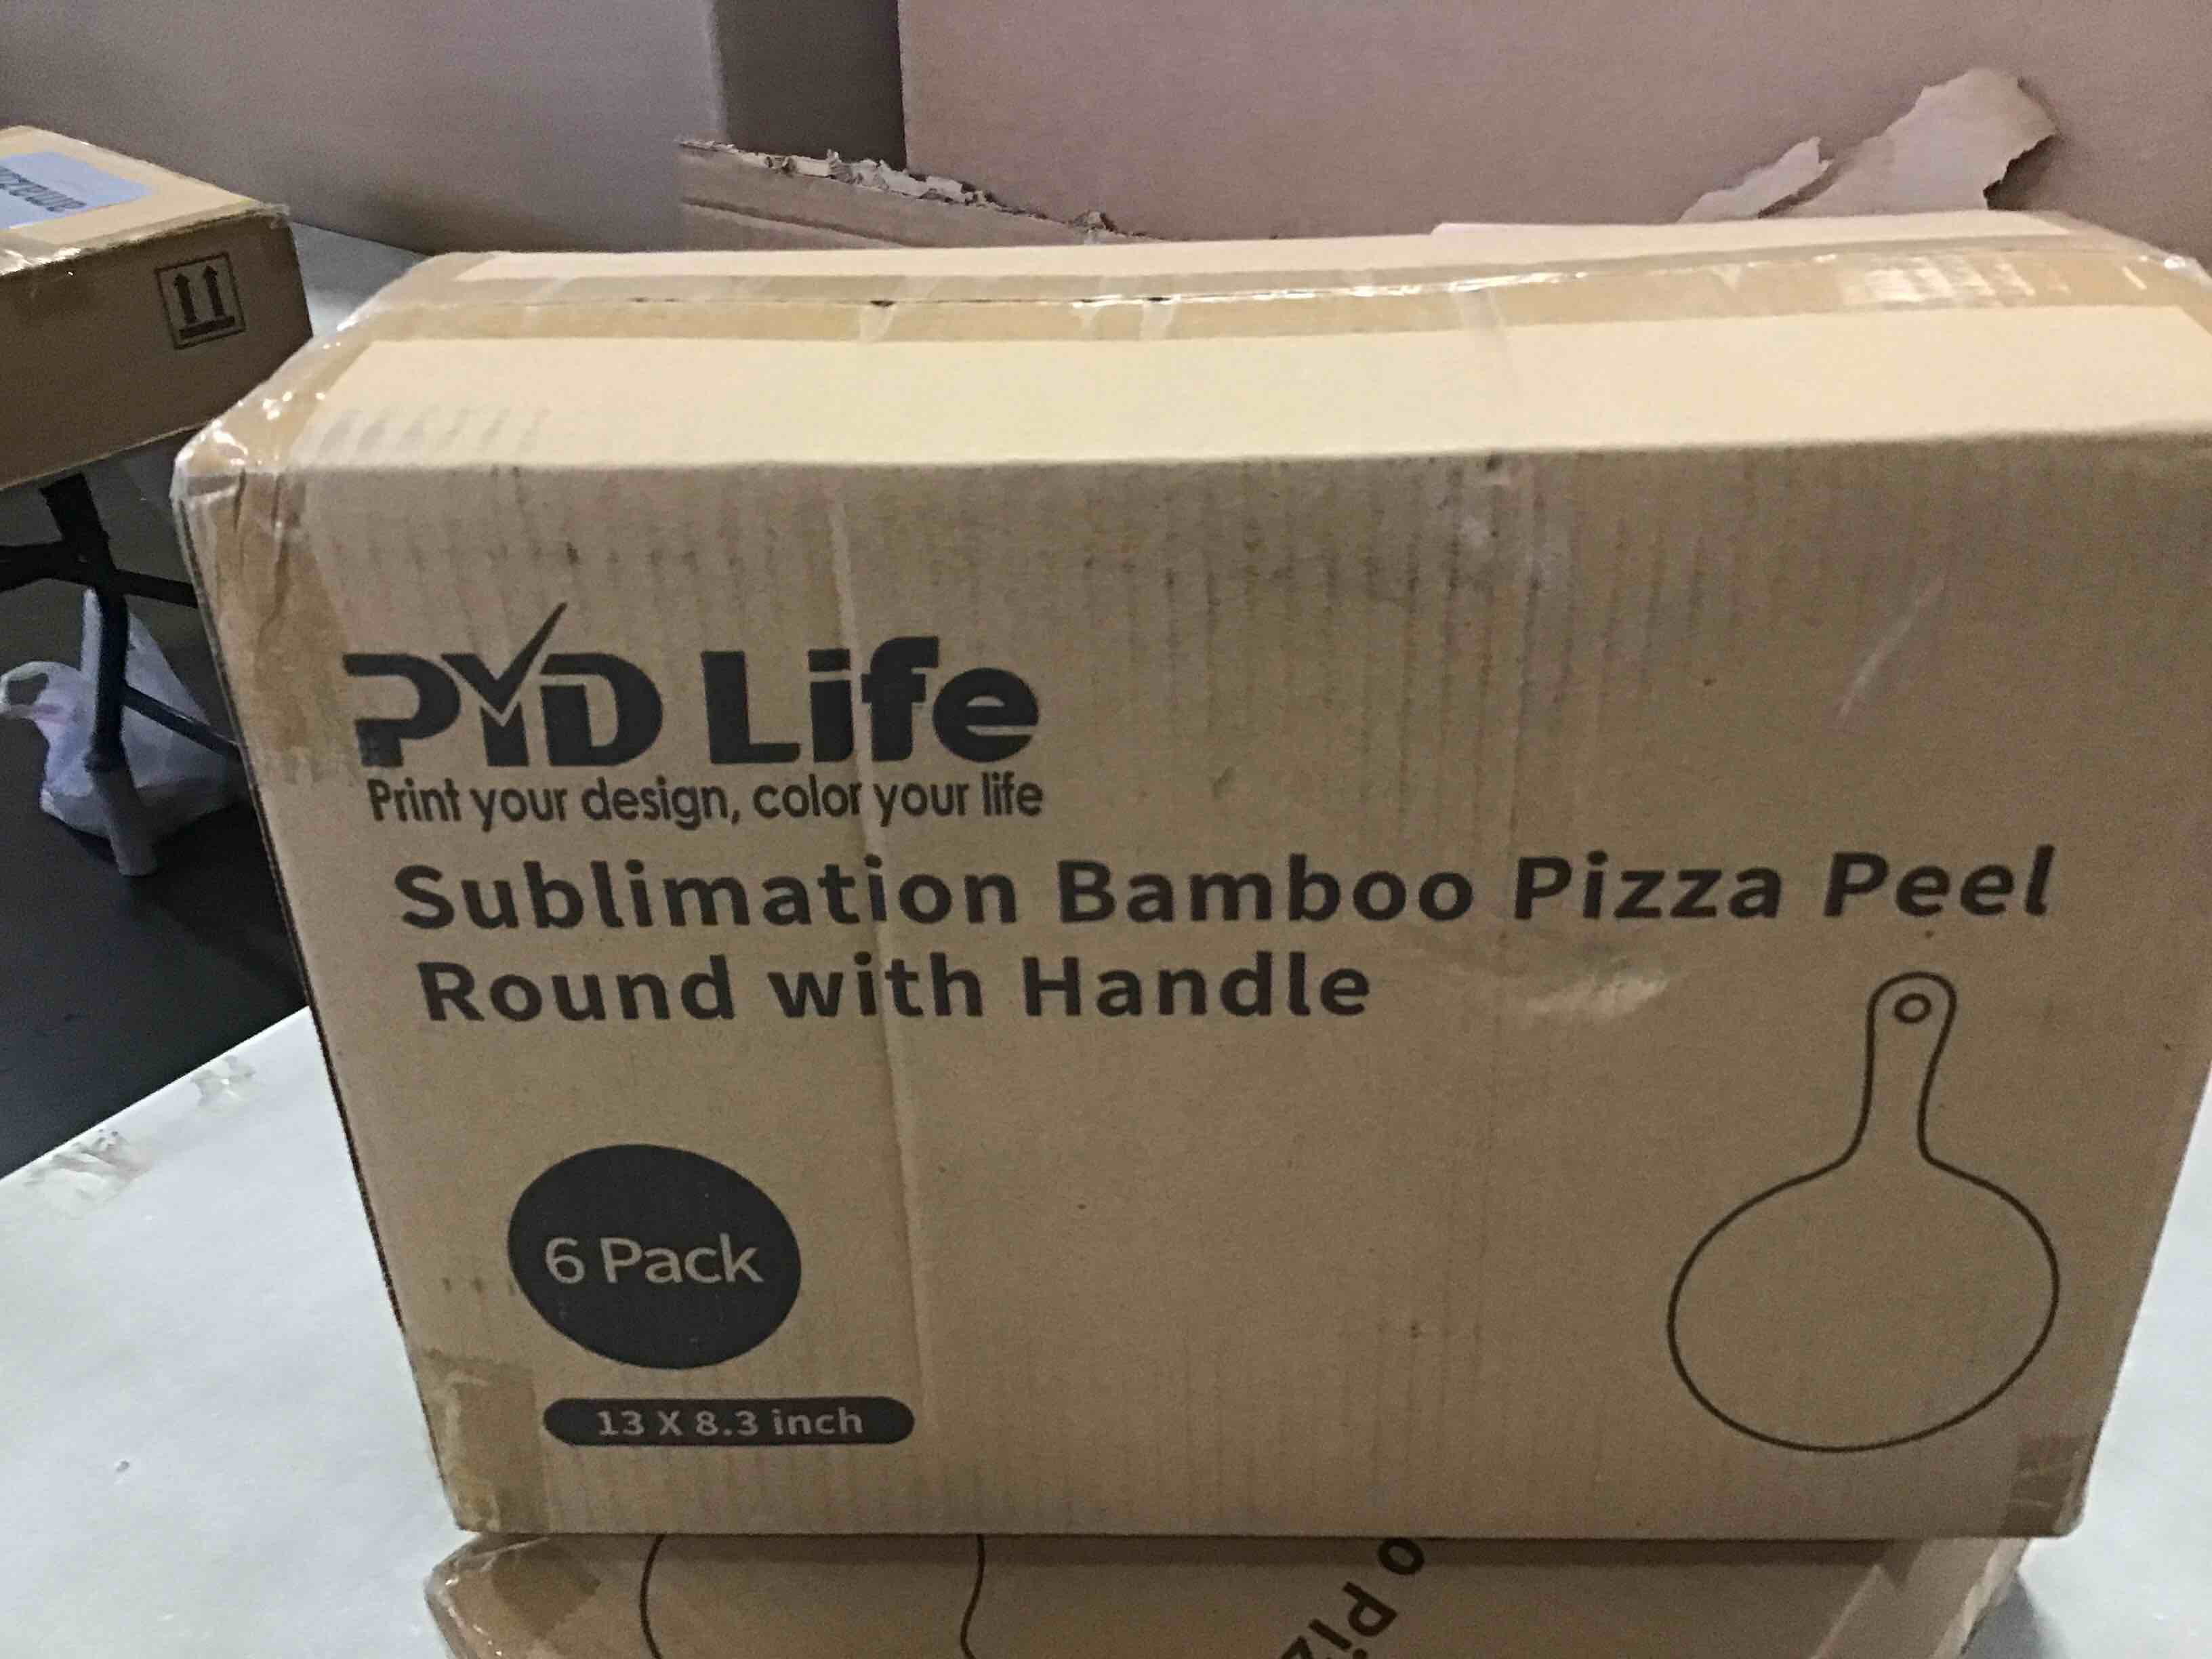 PYD Life
Print your design, color your life
Sublimation Bamboo Pizza Peel
Round with Handle
6 Pack
13 X 8.3 inch